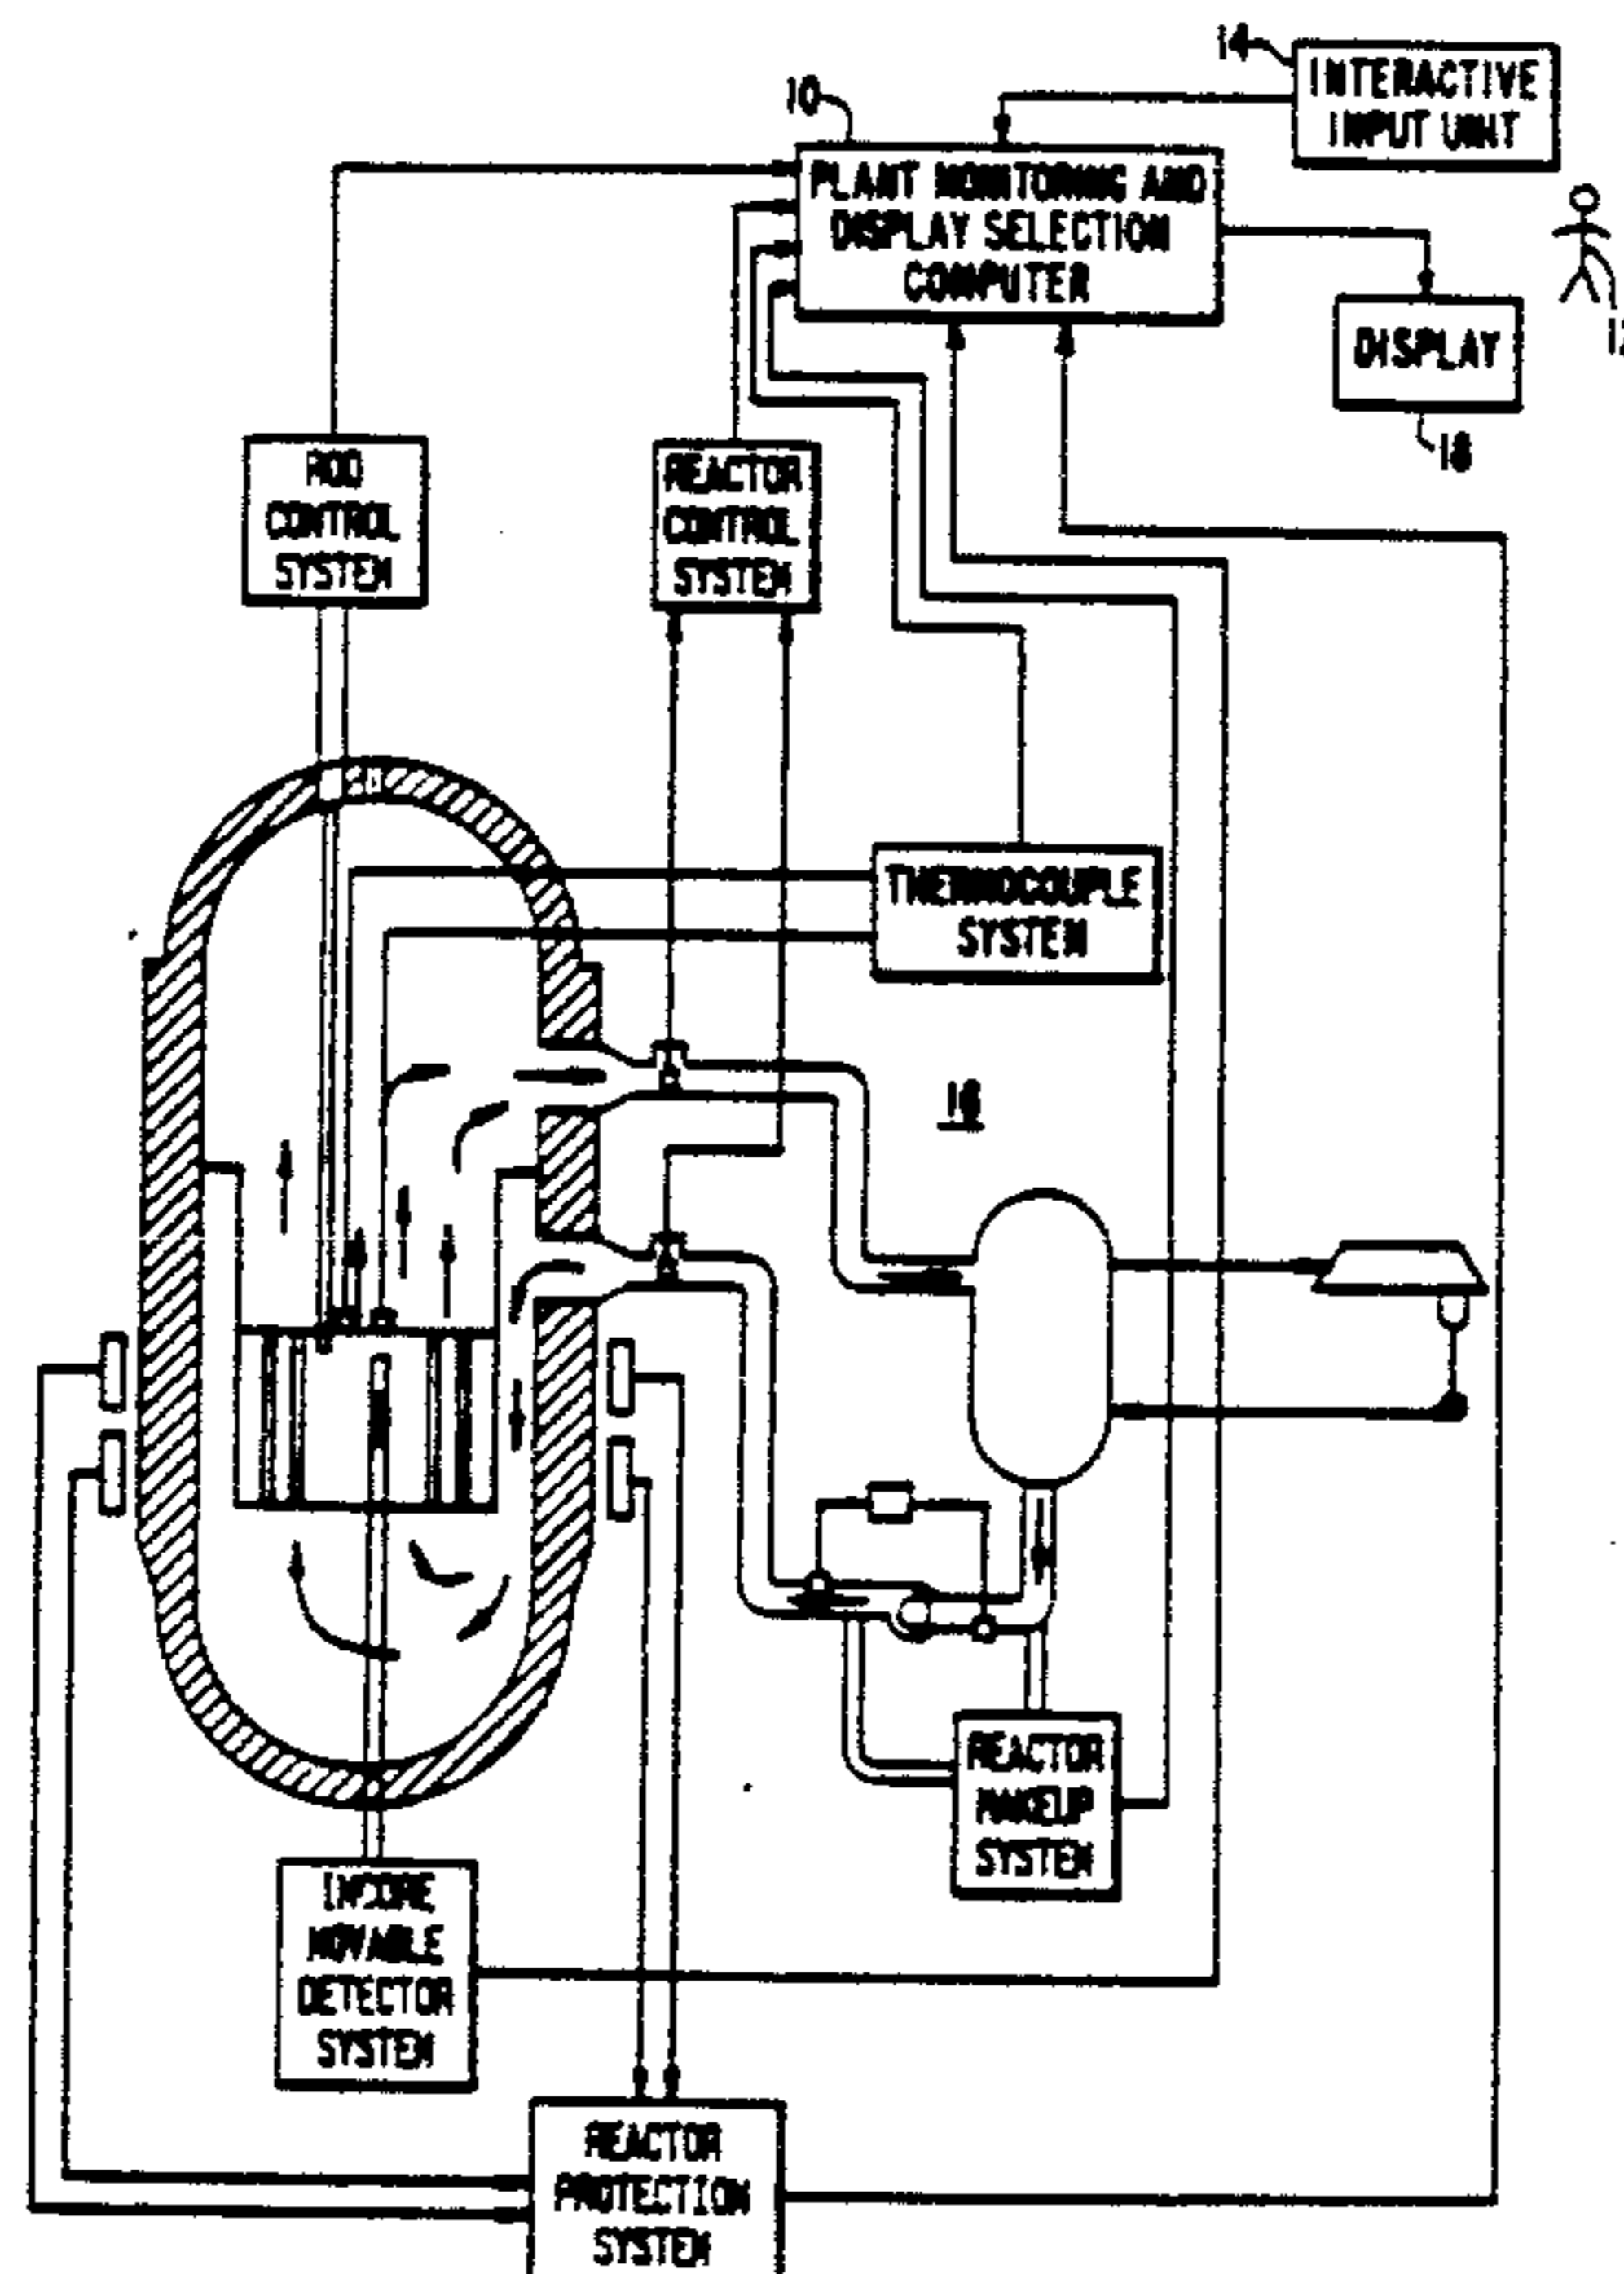 14
INTERACTIVE
INPUT UNIT
10
PLANT MONITORING AND
DISPLAY SELECTION
COMPUTER
DISPLAY
18
ROD
CONTROL
SYSTEM
REACTOR
CONTROL
SYSTEM
THERMOCOUPLE
SYSTEM
REACTOR
MAKEUP
SYSTEM
INCORE
MOVABLE
DETECTOR
SYSTEM
REACTOR
PROTECTION
SYSTEM